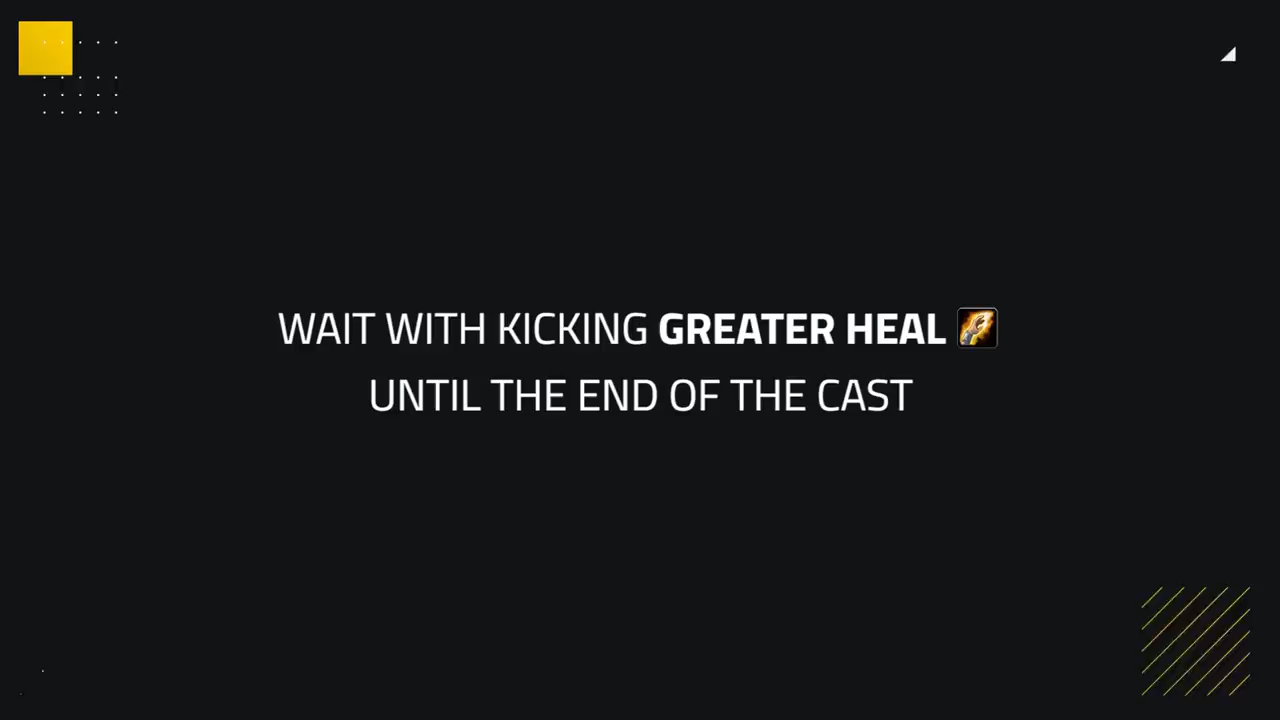 WAIT WITH KICKING GREATER HEAL
UNTIL THE END OF THE CAST